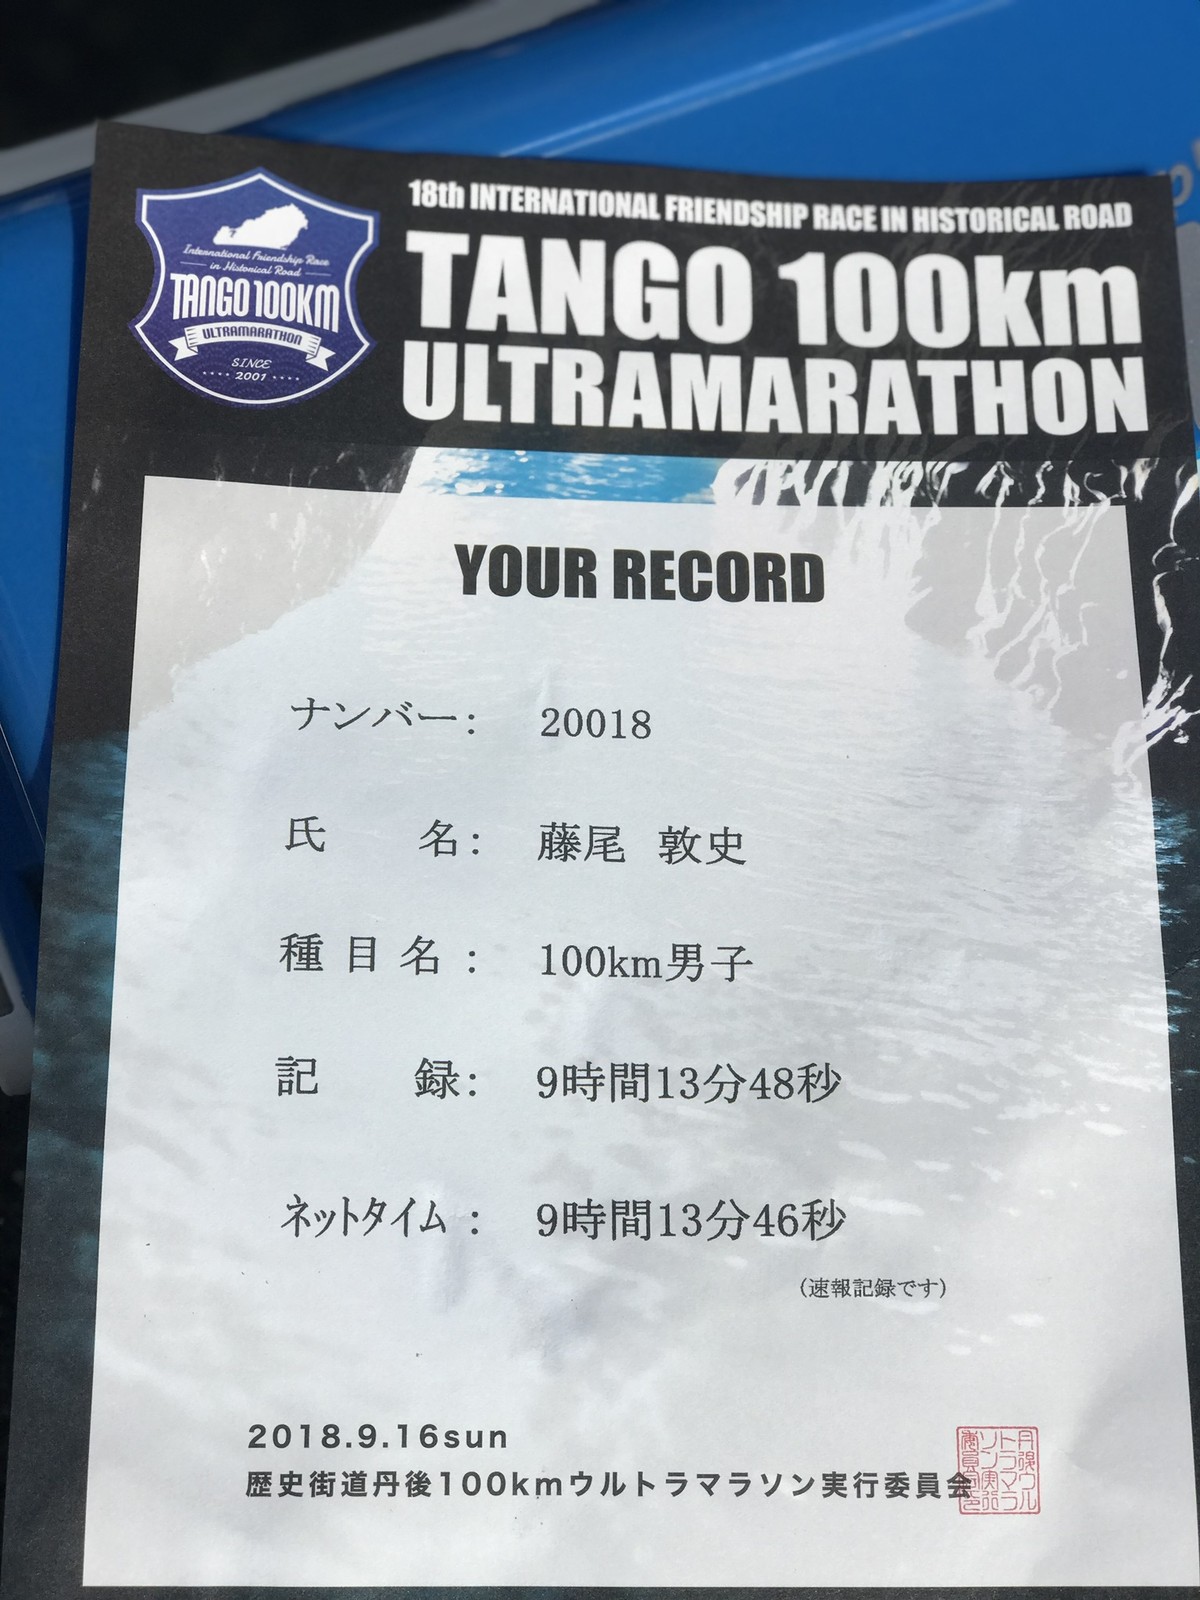 18th INTERNATIONAL FRIENDSHIP RACE IN HISTORICAL ROAD
TANGO 100km
ULTRAMARATHON
International Friendship Race
in Historical Road
TANGO 100KM
ULTRAMARATHON
SINCE
2001
YOUR RECORD
ナンバー： 20018
氏名： 藤尾 敦史
種目名： 100km男子
記録： 9時間13分48秒
ネットタイム： 9時間13分46秒
(速報記録です)
2018.9.16sun
歴史街道丹後100kmウルトラマラソン実行委員会